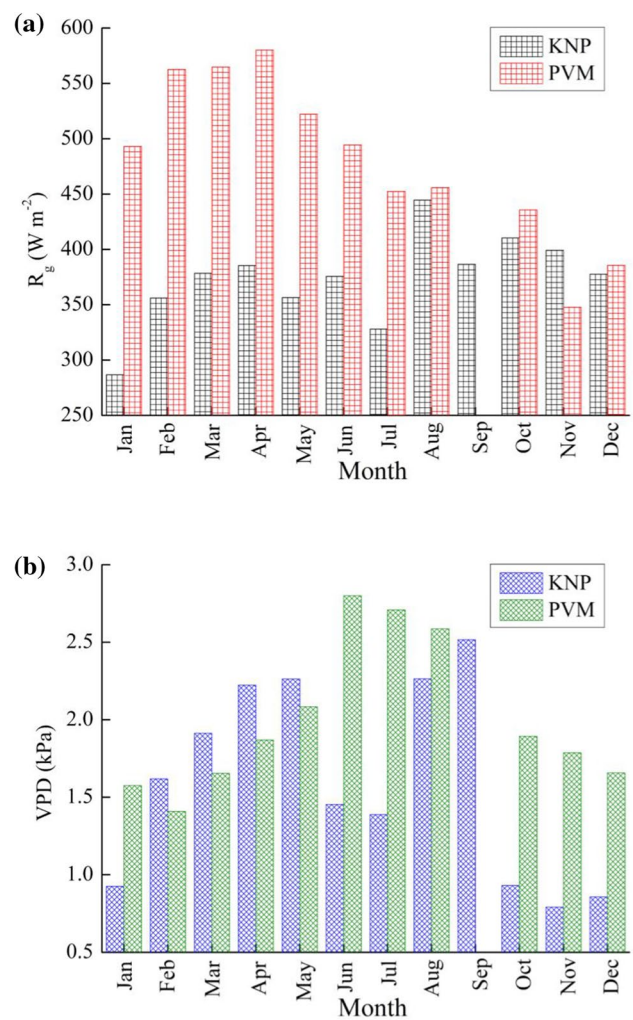 (a)
600
550
500
450
400
350
300
250
R_g (W m^-2)
KNP
PVM
Jan
Feb
Mar
Apr
May
Jun
Jul
Aug
Sep
Oct
Nov
Dec
Month
(b)
3.0
2.5
2.0
1.5
1.0
0.5
VPD (kPa)
KNP
PVM
Jan
Feb
Mar
Apr
May
Jun
Jul
Aug
Sep
Oct
Nov
Dec
Month